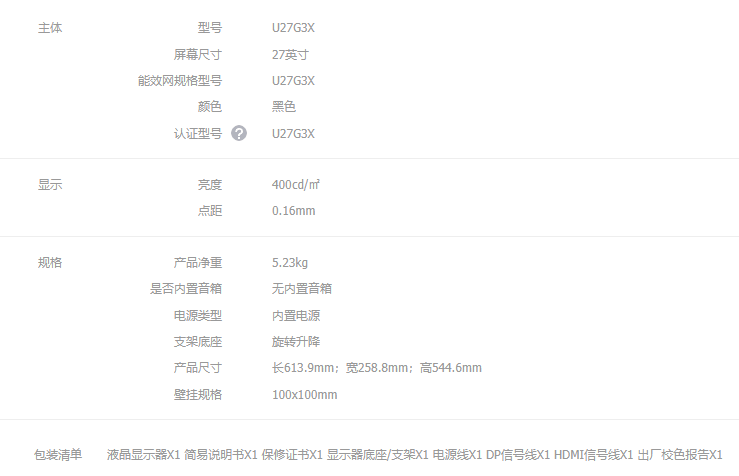 主体 型号 U27G3X
屏幕尺寸 27英寸
能效网规格型号 U27G3X
颜色 黑色
认证型号 ? U27G3X
显示 亮度 400cd/㎡
点距 0.16mm
规格 产品净重 5.23kg
是否内置音箱 无内置音箱
电源类型 内置电源
支架底座 旋转升降
产品尺寸 长613.9mm；宽258.8mm；高544.6mm
壁挂规格 100x100mm
包装清单 液晶显示器X1 简易说明书X1 保修证书X1 显示器底座/支架X1 电源线X1 DP信号线X1 HDMI信号线X1 出厂校色报告X1